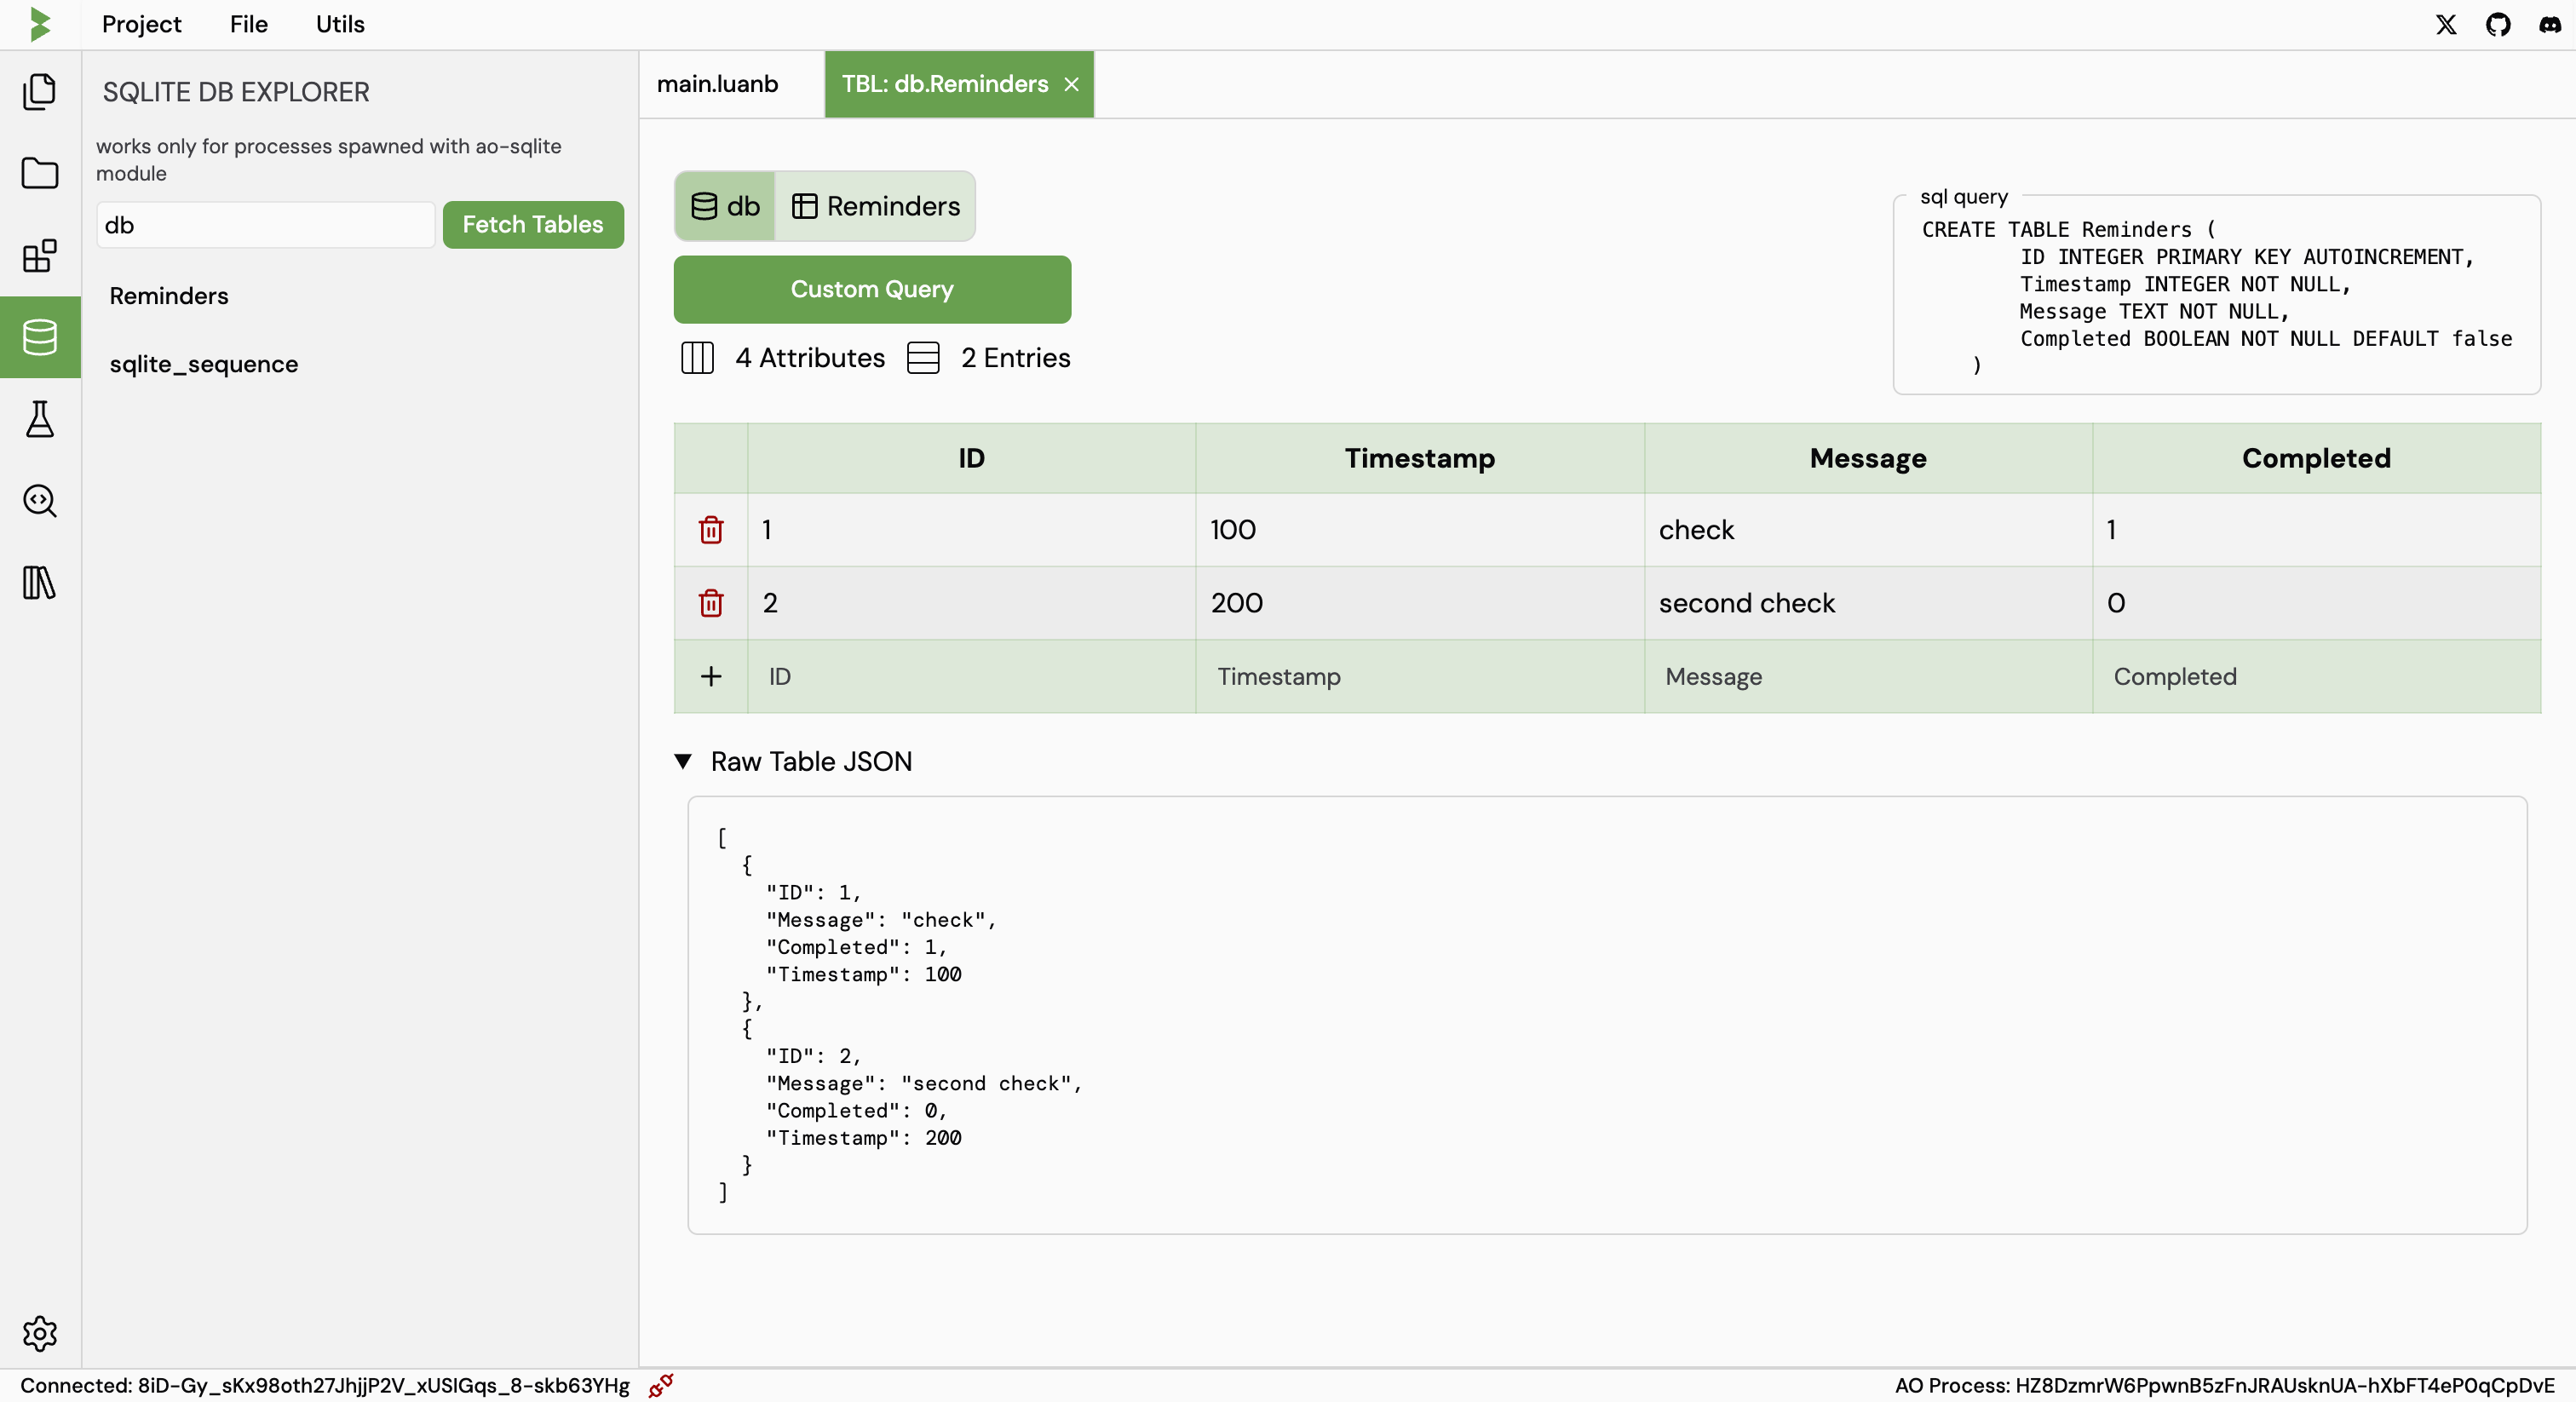 Project File Utils
SQLITE DB EXPLORER
works only for processes spawned with ao-sqlite
module
db Fetch Tables
Reminders
sqlite_sequence
main.luanb TBL: db.Reminders
db Reminders
Custom Query
4 Attributes 2 Entries
sql query
CREATE TABLE Reminders (
ID INTEGER PRIMARY KEY AUTOINCREMENT,
Timestamp INTEGER NOT NULL,
Message TEXT NOT NULL,
Completed BOOLEAN NOT NULL DEFAULT false
)
ID Timestamp Message Completed
1 100 check 1
2 200 second check 0
+ ID Timestamp Message Completed
▼ Raw Table JSON
[
{
"ID": 1,
"Message": "check",
"Completed": 1,
"Timestamp": 100
},
{
"ID": 2,
"Message": "second check",
"Completed": 0,
"Timestamp": 200
}
]
Connected: 8iD-Gy_sKx98oth27JhjjP2V_xUSIGqs_8-skb63YHg
AO Process: HZ8DzmrW6PpwnB5zFnJRAUsknUA-hXbFT4eP0qCpDvE